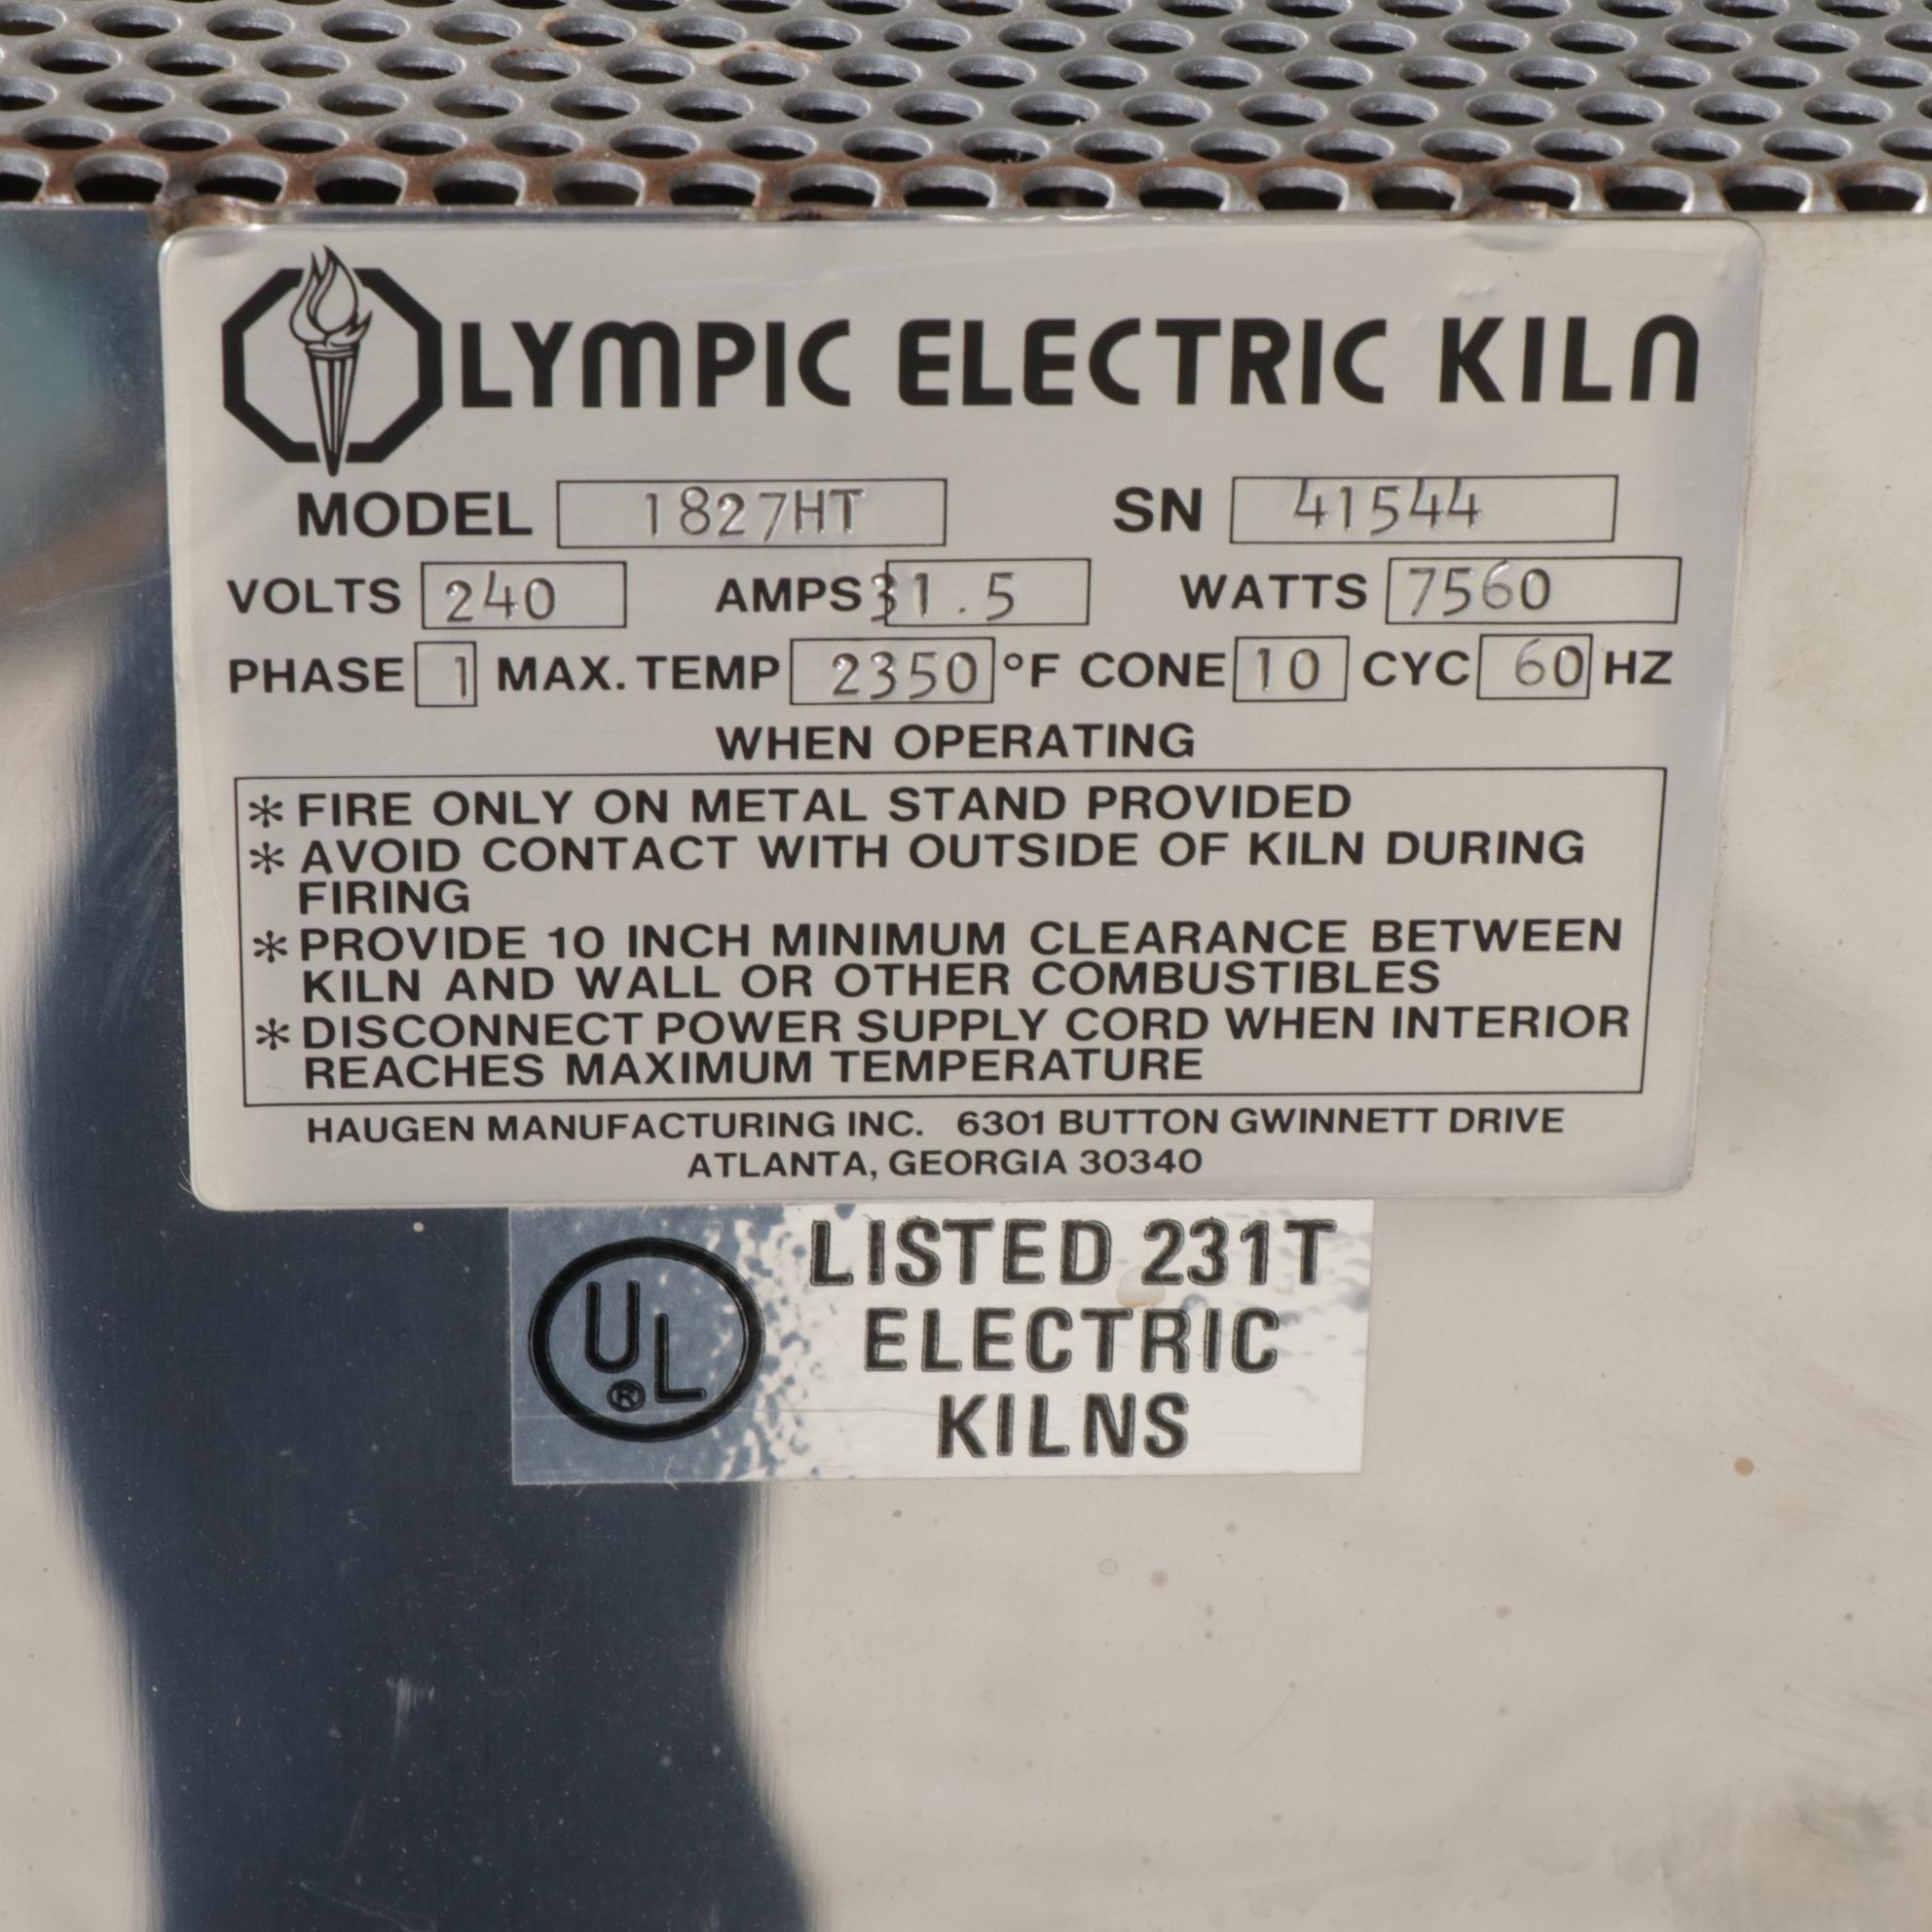 OLYMPIC ELECTRIC KILN
MODEL 1827HT SN 41544
VOLTS 240 AMPS 31.5 WATTS 7560
PHASE 1 MAX. TEMP 2350 °F CONE 10 CYC 60 HZ
WHEN OPERATING
* FIRE ONLY ON METAL STAND PROVIDED
* AVOID CONTACT WITH OUTSIDE OF KILN DURING
FIRING
* PROVIDE 10 INCH MINIMUM CLEARANCE BETWEEN
KILN AND WALL OR OTHER COMBUSTIBLES
* DISCONNECT POWER SUPPLY CORD WHEN INTERIOR
REACHES MAXIMUM TEMPERATURE
HAUGEN MANUFACTURING INC. 6301 BUTTON GWINNETT DRIVE
ATLANTA, GEORGIA 30340
UL ® LISTED 231T
ELECTRIC
KILNS